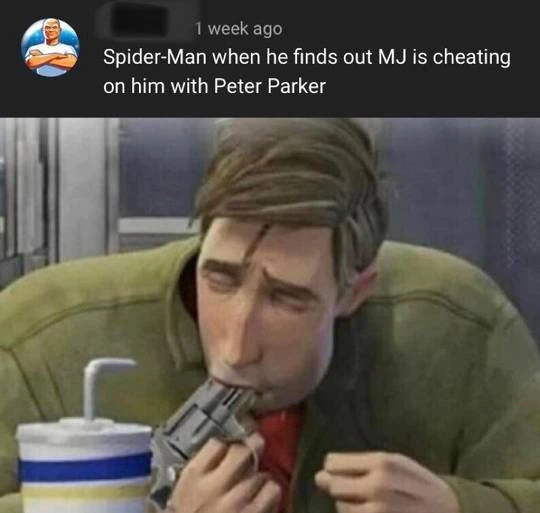 1 week ago
Spider-Man when he finds out MJ is cheating
on him with Peter Parker